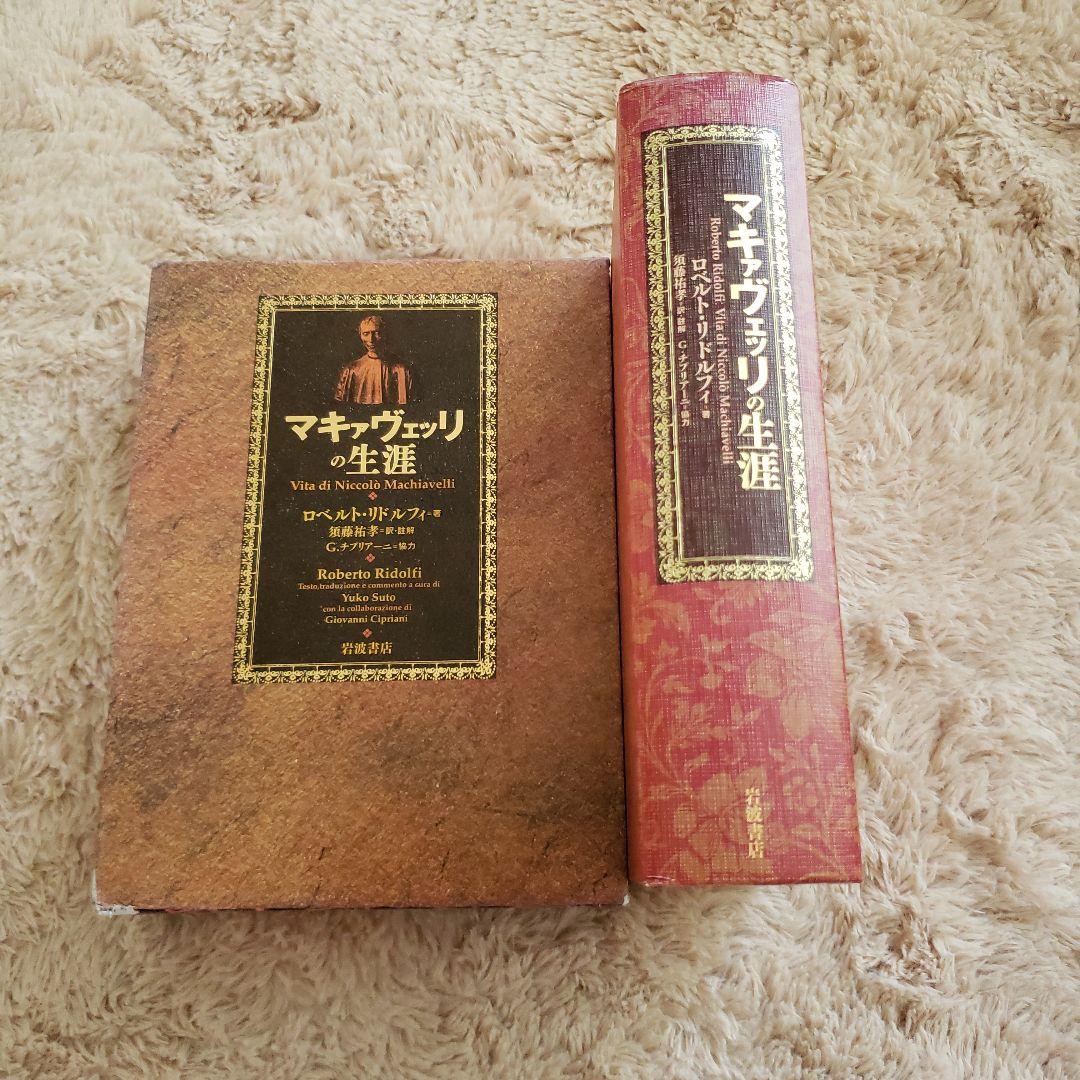 マキァヴェッリ
の生涯
Vita di Niccolò Machiavelli
ロベルト・リドルフィ=著
須藤祐孝=訳・註解
G.チプリアーニ=協力
Roberto Ridolfi
Testo, traduzione e commento a cura di
Yuko Suto
con la collaborazione di
Giovanni Cipriani
岩波書店
マキァヴェッリの生涯
Roberto Ridolfi: Vita di Niccolò Machiavelli
ロベルト・リドルフィ=著
須藤祐孝=訳・註解 G.チプリアーニ=協力
岩波書店